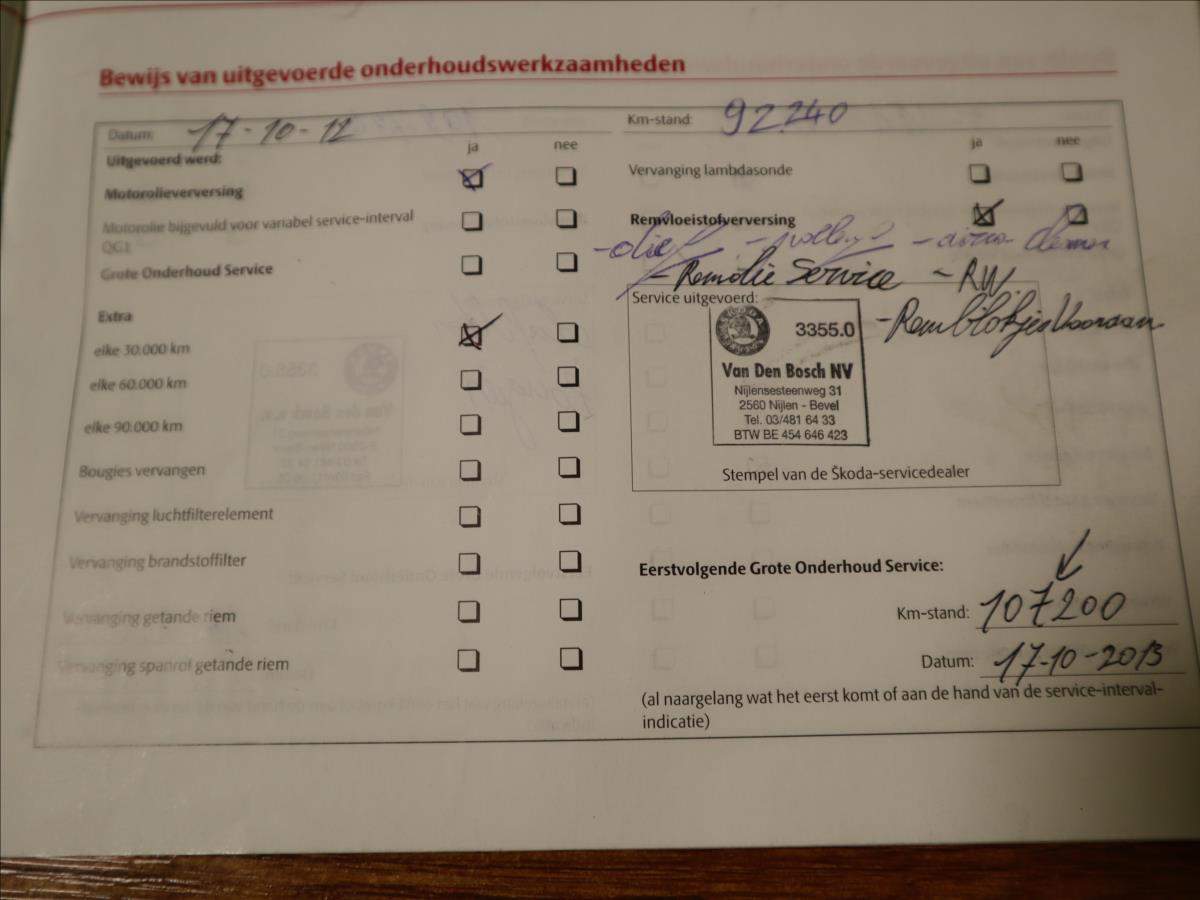 Bewijs van uitgevoerde onderhoudswerkzaamheden
Datum: 17-10-12
Km-stand: 92240
Uitgevoerd werd:
ja nee
ja nee
Motorolieverversing
Vervanging lambdasonde
Motorolie bijgevuld voor variabel service-interval
QG1
Remvloeistofverversing
Grote Onderhoud Service
- Remolie Service - RW.
- Remblokjes Vooraan
Extra
elke 30.000 km
elke 60.000 km
elke 90.000 km
Bougies vervangen
Vervanging luchtfilterelement
Vervanging brandstoffilter
Vervanging getande riem
Vervanging spanrol getande riem
Service uitgevoerd:
SKODA
3355.0
Van Den Bosch NV
Nijlensesteenweg 31
2560 Nijlen - Bevel
Tel. 03/481 64 33
BTW BE 454 646 423
Stempel van de Škoda-servicedealer
Eerstvolgende Grote Onderhoud Service:
Km-stand: 107200
Datum: 17-10-2013
(al naargelang wat het eerst komt of aan de hand van de service-interval-
indicatie)